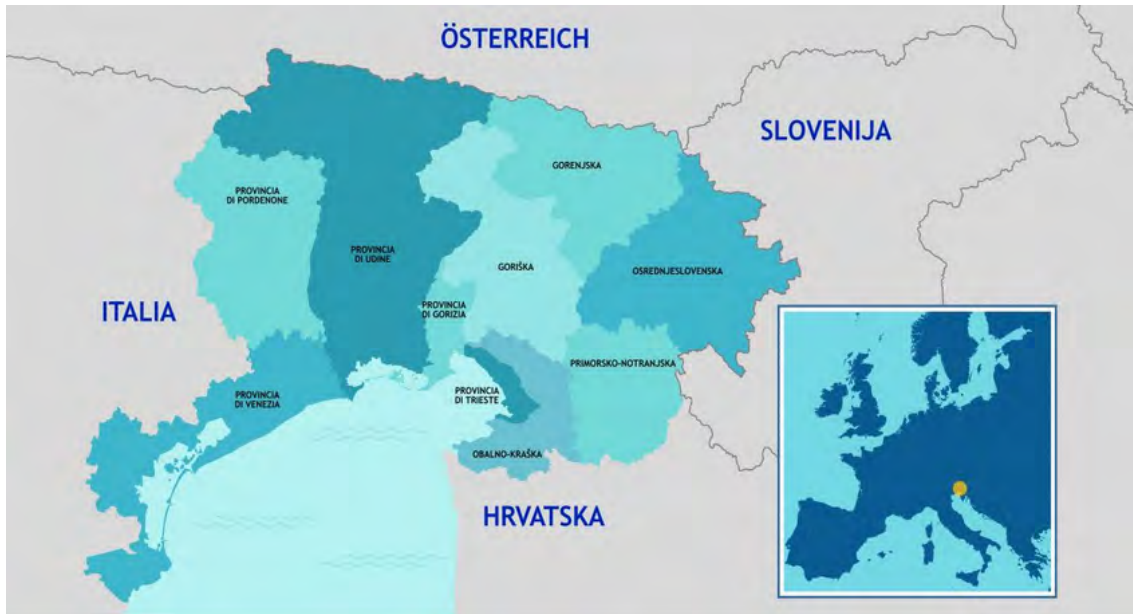 ÖSTERREICH
SLOVENIJA
GORENJSKA
PROVINCIA
DI PORDENONE
PROVINCIA
DI UDINE
GORIŠKA
OSREDNJESLOVENSKA
ITALIA
PROVINCIA
DI GORIZIA
PRIMORSKO-NOTRANJSKA
PROVINCIA
DI VENEZIA
PROVINCIA
DI TRIESTE
OBALNO-KRAŠKA
HRVATSKA